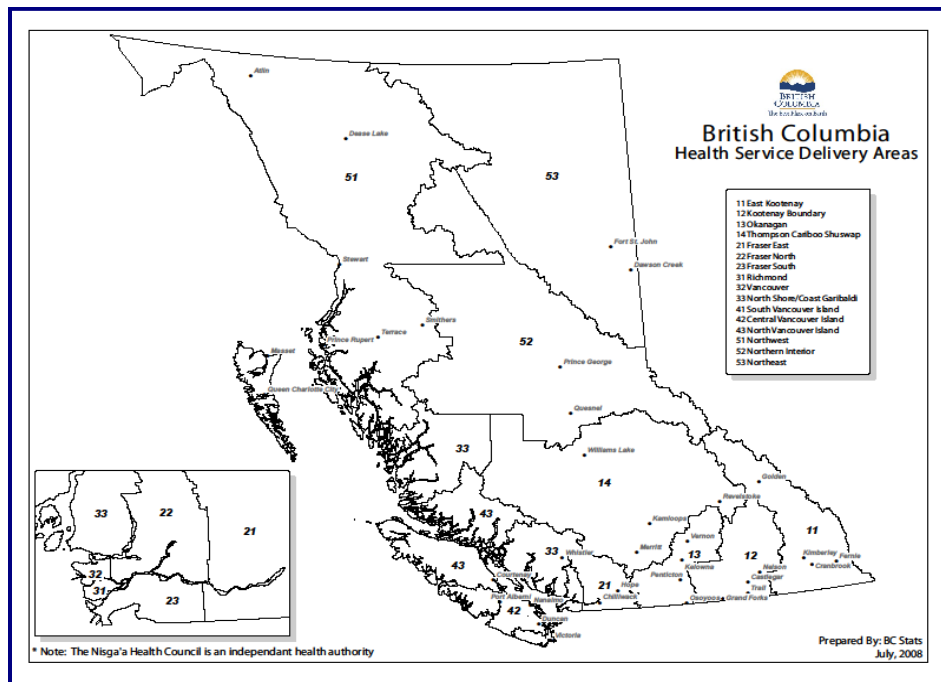 Atlin
BRITISH
COLUMBIA
The Best Place on Earth
British Columbia
Health Service Delivery Areas
Dease Lake
51
53
11 East Kootenay
12 Kootenay Boundary
13 Okanagan
14 Thompson Cariboo Shuswap
21 Fraser East
22 Fraser North
23 Fraser South
31 Richmond
32 Vancouver
33 North Shore/Coast Garibaldi
41 South Vancouver Island
42 Central Vancouver Island
43 North Vancouver Island
51 Northwest
52 Northern Interior
53 Northeast
Fort St. John
Dawson Creek
Stewart
Smithers
Terrace
Prince Rupert
52
Masset
Prince George
Queen Charlotte City
Quesnel
33
Williams Lake
Golden
14
Revelstoke
43
Kamloops
11
Vernon
33
Whistler
Merritt
13
12
Kimberley
Fernie
43
Kelowna
Cranbrook
Courtenay
Penticton
Nelson
21
Hope
Castlegar
Port Alberni
Nanaimo
Chilliwack
Trail
42
Osoyoos
Grand Forks
Duncan
Victoria
33
22
21
32
31
23
* Note: The Nisga'a Health Council is an independant health authority
Prepared By: BC Stats
July, 2008